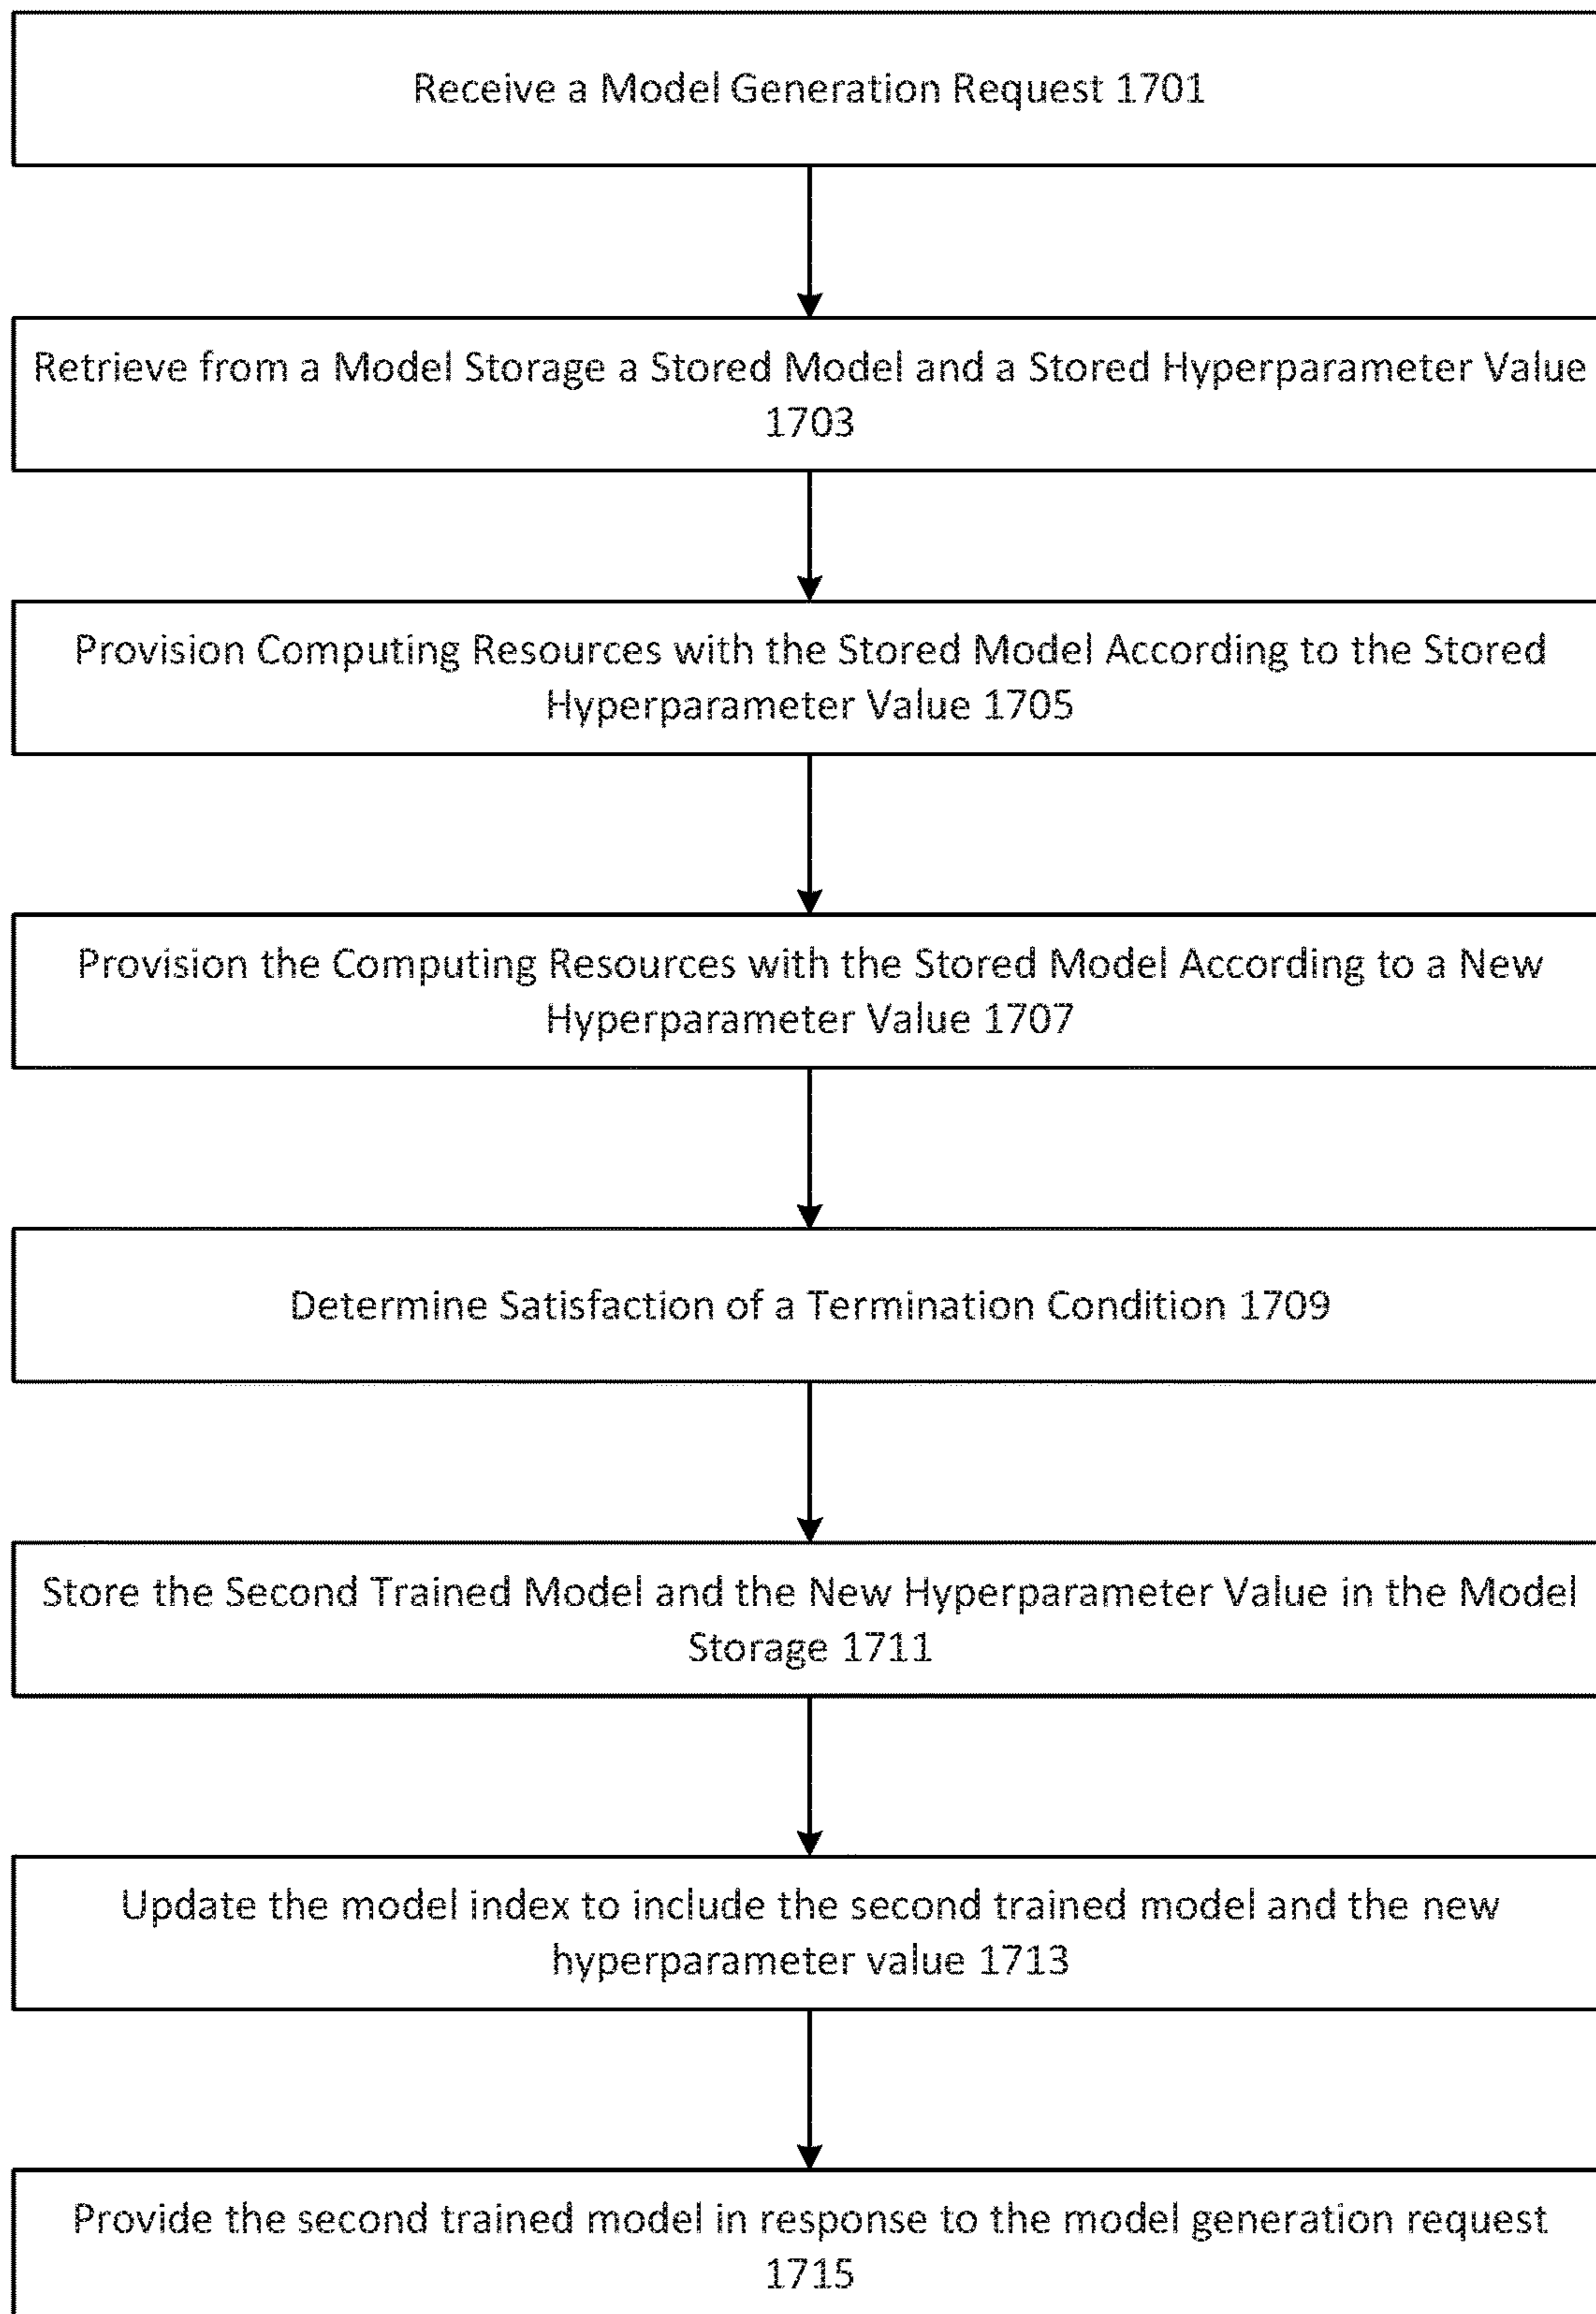 Receive a Model Generation Request 1701
Retrieve from a Model Storage a Stored Model and a Stored Hyperparameter Value
1703
Provision Computing Resources with the Stored Model According to the Stored
Hyperparameter Value 1705
Provision the Computing Resources with the Stored Model According to a New
Hyperparameter Value 1707
Determine Satisfaction of a Termination Condition 1709
Store the Second Trained Model and the New Hyperparameter Value in the Model
Storage 1711
Update the model index to include the second trained model and the new
hyperparameter value 1713
Provide the second trained model in response to the model generation request
1715